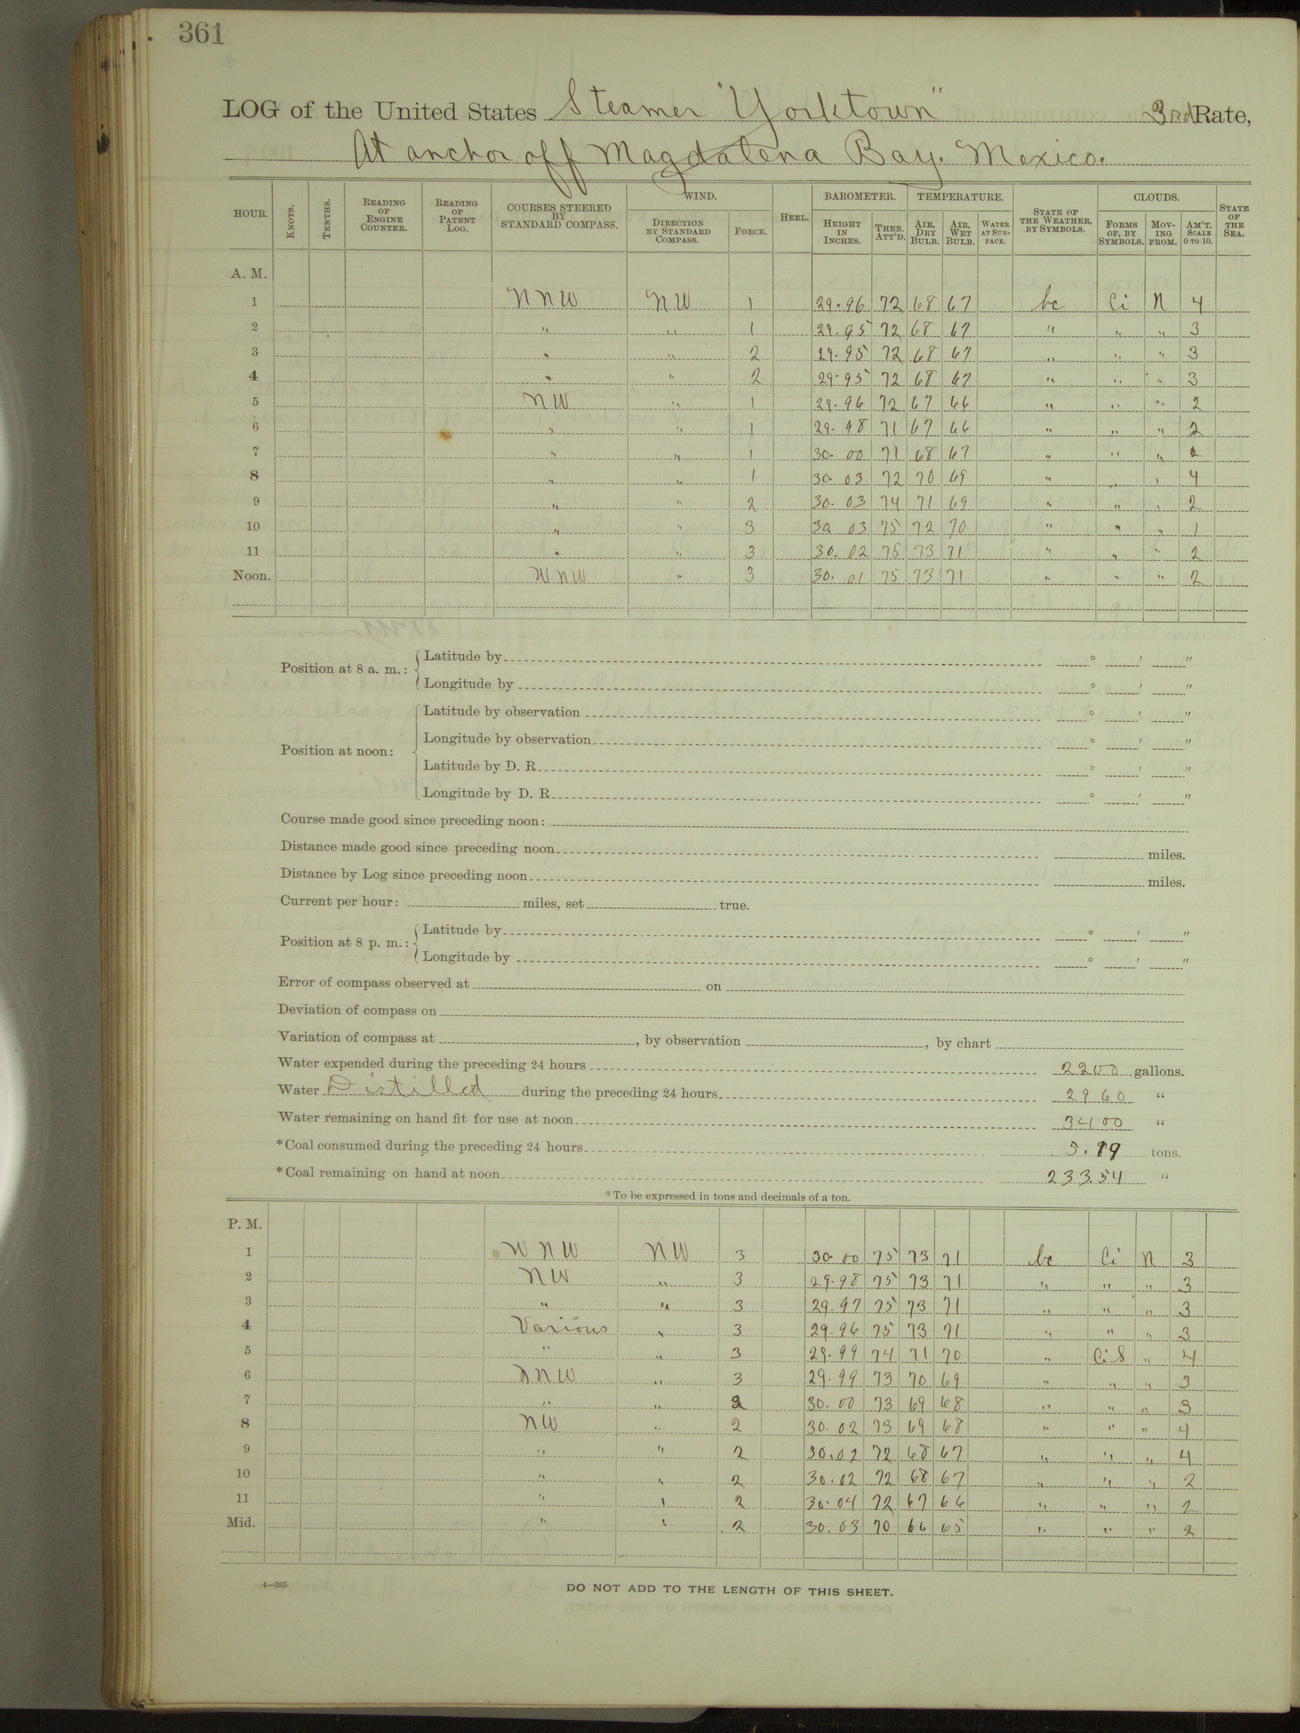 361
LOG of the United States Steamer "Yorktown" 3rd Rate,
At anchor off Magdalena Bay. Mexico.
HOUR. KNOTS. TENTHS. READING OF ENGINE COUNTER. READING OF PATENT LOG. COURSES STEERED BY STANDARD COMPASS. WIND. DIRECTION BY STANDARD COMPASS. FORCE. HEEL. BAROMETER. HEIGHT IN INCHES. THER. ATT'D. TEMPERATURE. AIR, DRY BULB. AIR, WET BULB. WATER AT SURFACE. STATE OF THE WEATHER, BY SYMBOLS. CLOUDS. FORMS OF, BY SYMBOLS. MOVING FROM. AM'T. SCALE 0 TO 10. STATE OF THE SEA.
A. M.
1 NNW NW 1 29.96 72 68 67 bc Ci N 4
2 " " 1 29.95 72 68 67 " " " 3
3 " " 2 29.95 72 68 67 " " " 3
4 " " 2 29.95 72 68 67 " " " 3
5 NW " 1 29.96 72 67 66 " " " 2
6 " " 1 29.98 71 67 66 " " " 2
7 " " 1 30.00 71 68 67 " " " 2
8 " " 1 30.03 72 70 69 " " " 4
9 " " 2 30.03 74 71 69 " " " 2
10 " " 3 30 03 75 72 70 " " " 1
11 " " 3 30.02 75 73 71 " " " 2
Noon. WNW " 3 30.01 75 73 71 " " " 2
Position at 8 a. m.: Latitude by ° ' "
Longitude by ° ' "
Position at noon: Latitude by observation ° ' "
Longitude by observation ° ' "
Latitude by D. R. ° ' "
Longitude by D. R. ° ' "
Course made good since preceding noon:
Distance made good since preceding noon miles.
Distance by Log since preceding noon miles.
Current per hour: miles, set true.
Position at 8 p. m.: Latitude by ° ' "
Longitude by ° ' "
Error of compass observed at on
Deviation of compass on
Variation of compass at , by observation , by chart
Water expended during the preceding 24 hours 2200 gallons.
Water Distilled during the preceding 24 hours 2960 "
Water remaining on hand fit for use at noon 3400 "
*Coal consumed during the preceding 24 hours 5.19 tons.
*Coal remaining on hand at noon 233.54 "
*To be expressed in tons and decimals of a ton.
P. M.
1 WNW NW 3 30.00 75 73 71 bc Ci N 3
2 NW " 3 29.98 75 73 71 " " " 3
3 " " 3 29.97 75 73 71 " " " 3
4 Various " 3 29.96 75 73 71 " " " 3
5 " " 3 29.99 74 71 70 " Ci S " 4
6 NNW " 3 29.99 73 70 69 " " " 3
7 " " 2 30.00 73 69 68 " " " 3
8 NW " 2 30.02 73 69 68 " " " 4
9 " " 2 30.02 72 68 67 " " " 4
10 " " 2 30.02 72 68 67 " " " 2
11 " " 2 30.04 72 67 66 " " " 2
Mid. " " 2 30.03 70 66 65 " " " 2
4—265
DO NOT ADD TO THE LENGTH OF THIS SHEET.